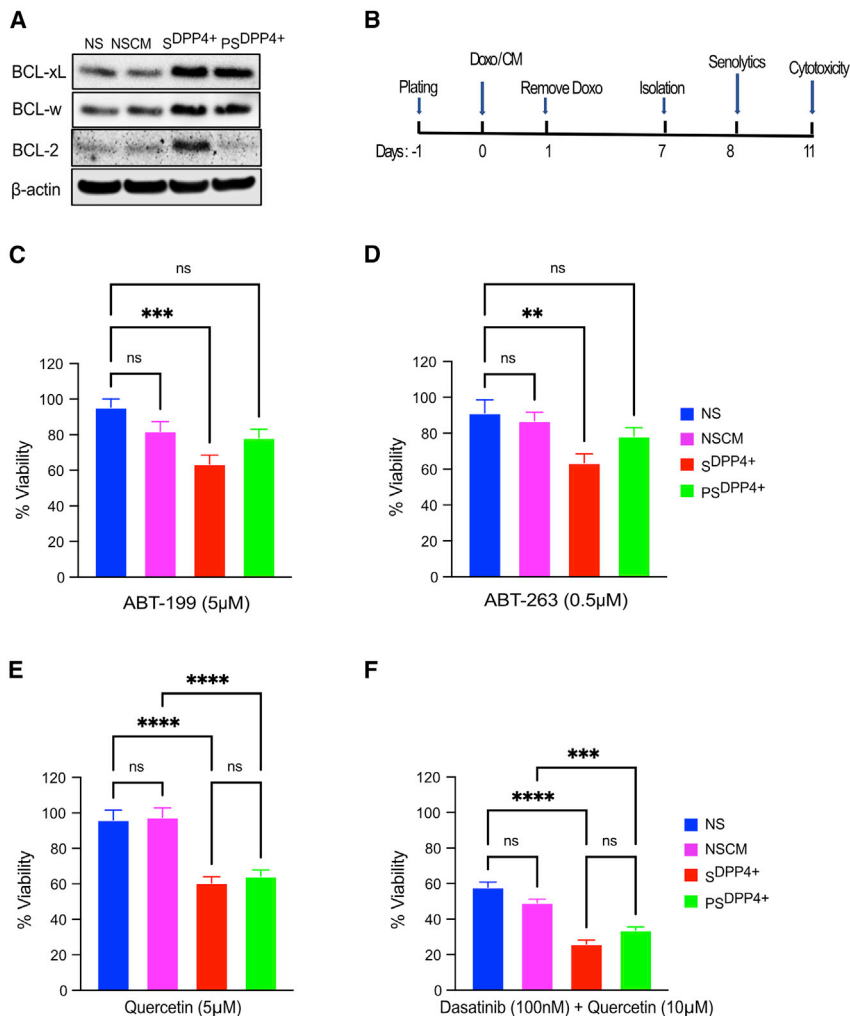 A
NS NSCM S^DPP4+ PS^DPP4+
BCL-xL
BCL-w
BCL-2
β-actin
B
Plating
Doxo/CM
Remove Doxo
Isolation
Senolytics
Cytotoxicity
Days: -1 0 1 7 8 11
C
ns
***
ns
% Viability
120
100
80
60
40
20
0
ABT-199 (5µM)
D
ns
**
ns
% Viability
120
100
80
60
40
20
0
ABT-263 (0.5µM)
NS
NSCM
S^DPP4+
PS^DPP4+
E
****
****
ns
ns
% Viability
120
100
80
60
40
20
0
Quercetin (5µM)
F
***
****
ns
ns
% Viability
120
100
80
60
40
20
0
Dasatinib (100nM) + Quercetin (10µM)
NS
NSCM
S^DPP4+
PS^DPP4+